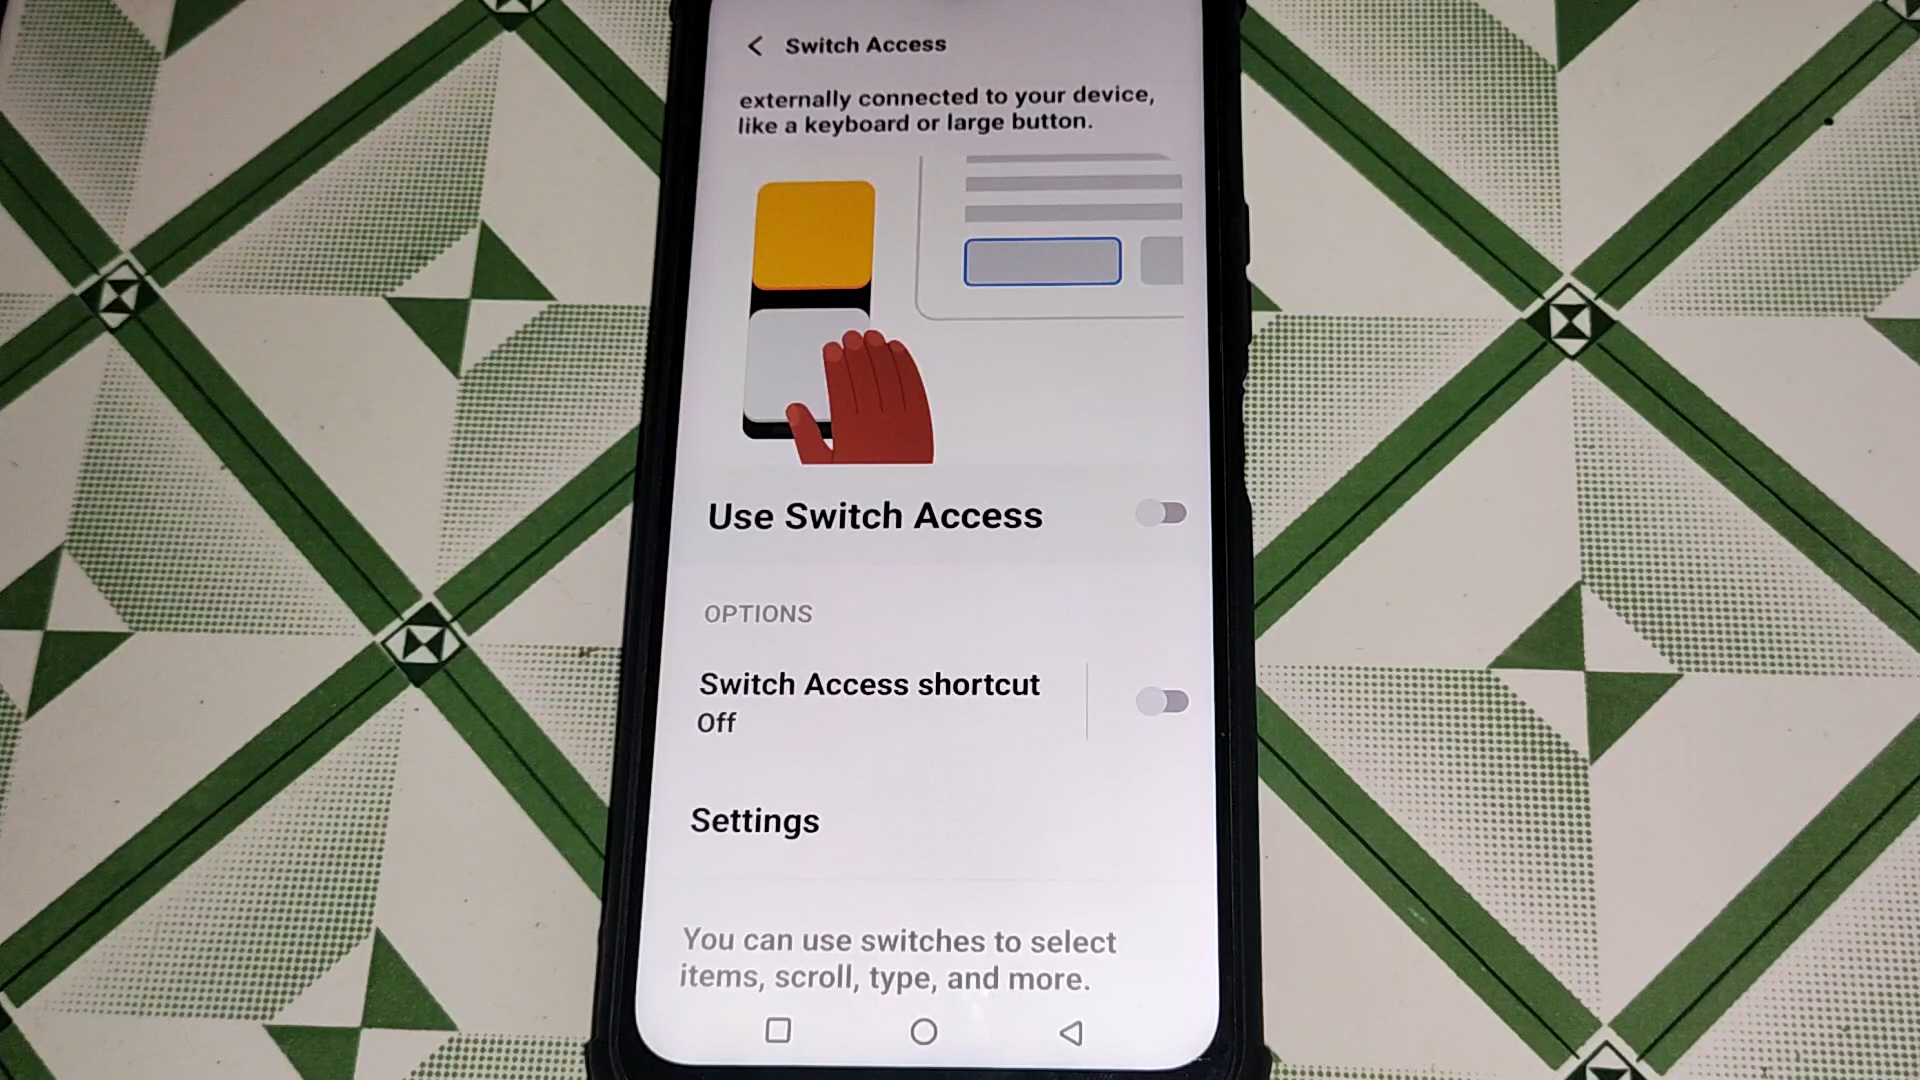 Switch Access
externally connected to your device,
like a keyboard or large button.
Use Switch Access
OPTIONS
Switch Access shortcut
Off
Settings
You can use switches to select
items, scroll, type, and more.